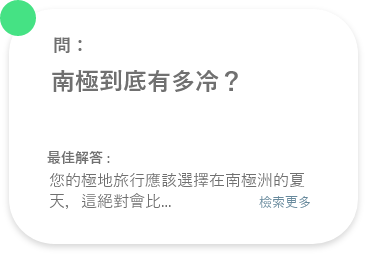 問：
南極到底有多冷？
最佳解答：
您的極地旅行應該選擇在南極洲的夏
天，這絕對會比... 檢索更多